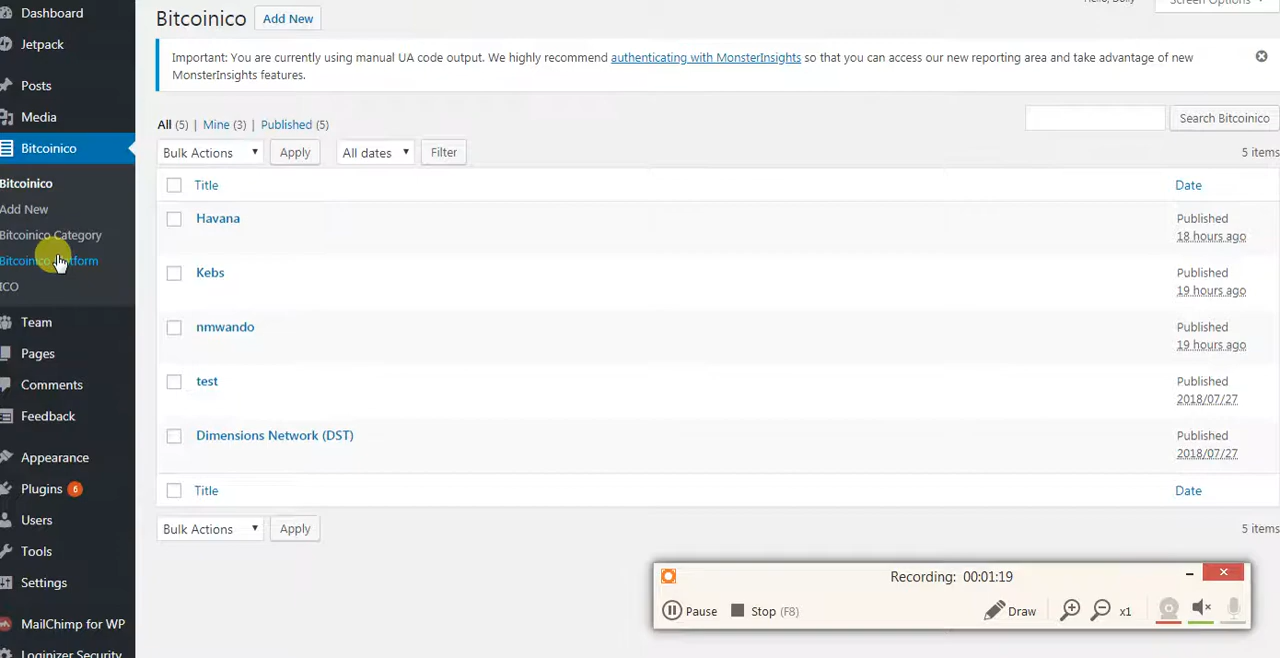 Dashboard
Jetpack
Posts
Media
Bitcoinico
Bitcoinico
Add New
Bitcoinico Category
ICO
Team
Pages
Comments
Feedback
Appearance
Plugins 6
Users
Tools
Settings
MailChimp for WP
Loginizer Security
Hello, Dolly
Screen Options
Bitcoinico Add New
Important: You are currently using manual UA code output. We highly recommend authenticating with MonsterInsights so that you can access our new reporting area and take advantage of new
MonsterInsights features.
All (5) | Mine (3) | Published (5)
Search Bitcoinico
Bulk Actions Apply All dates Filter
5 items
Title Date
Havana Published
18 hours ago
Kebs Published
19 hours ago
nmwando Published
19 hours ago
test Published
2018/07/27
Dimensions Network (DST) Published
2018/07/27
Title Date
Bulk Actions Apply
5 items
Recording: 00:01:19
Pause Stop (F8) Draw x1